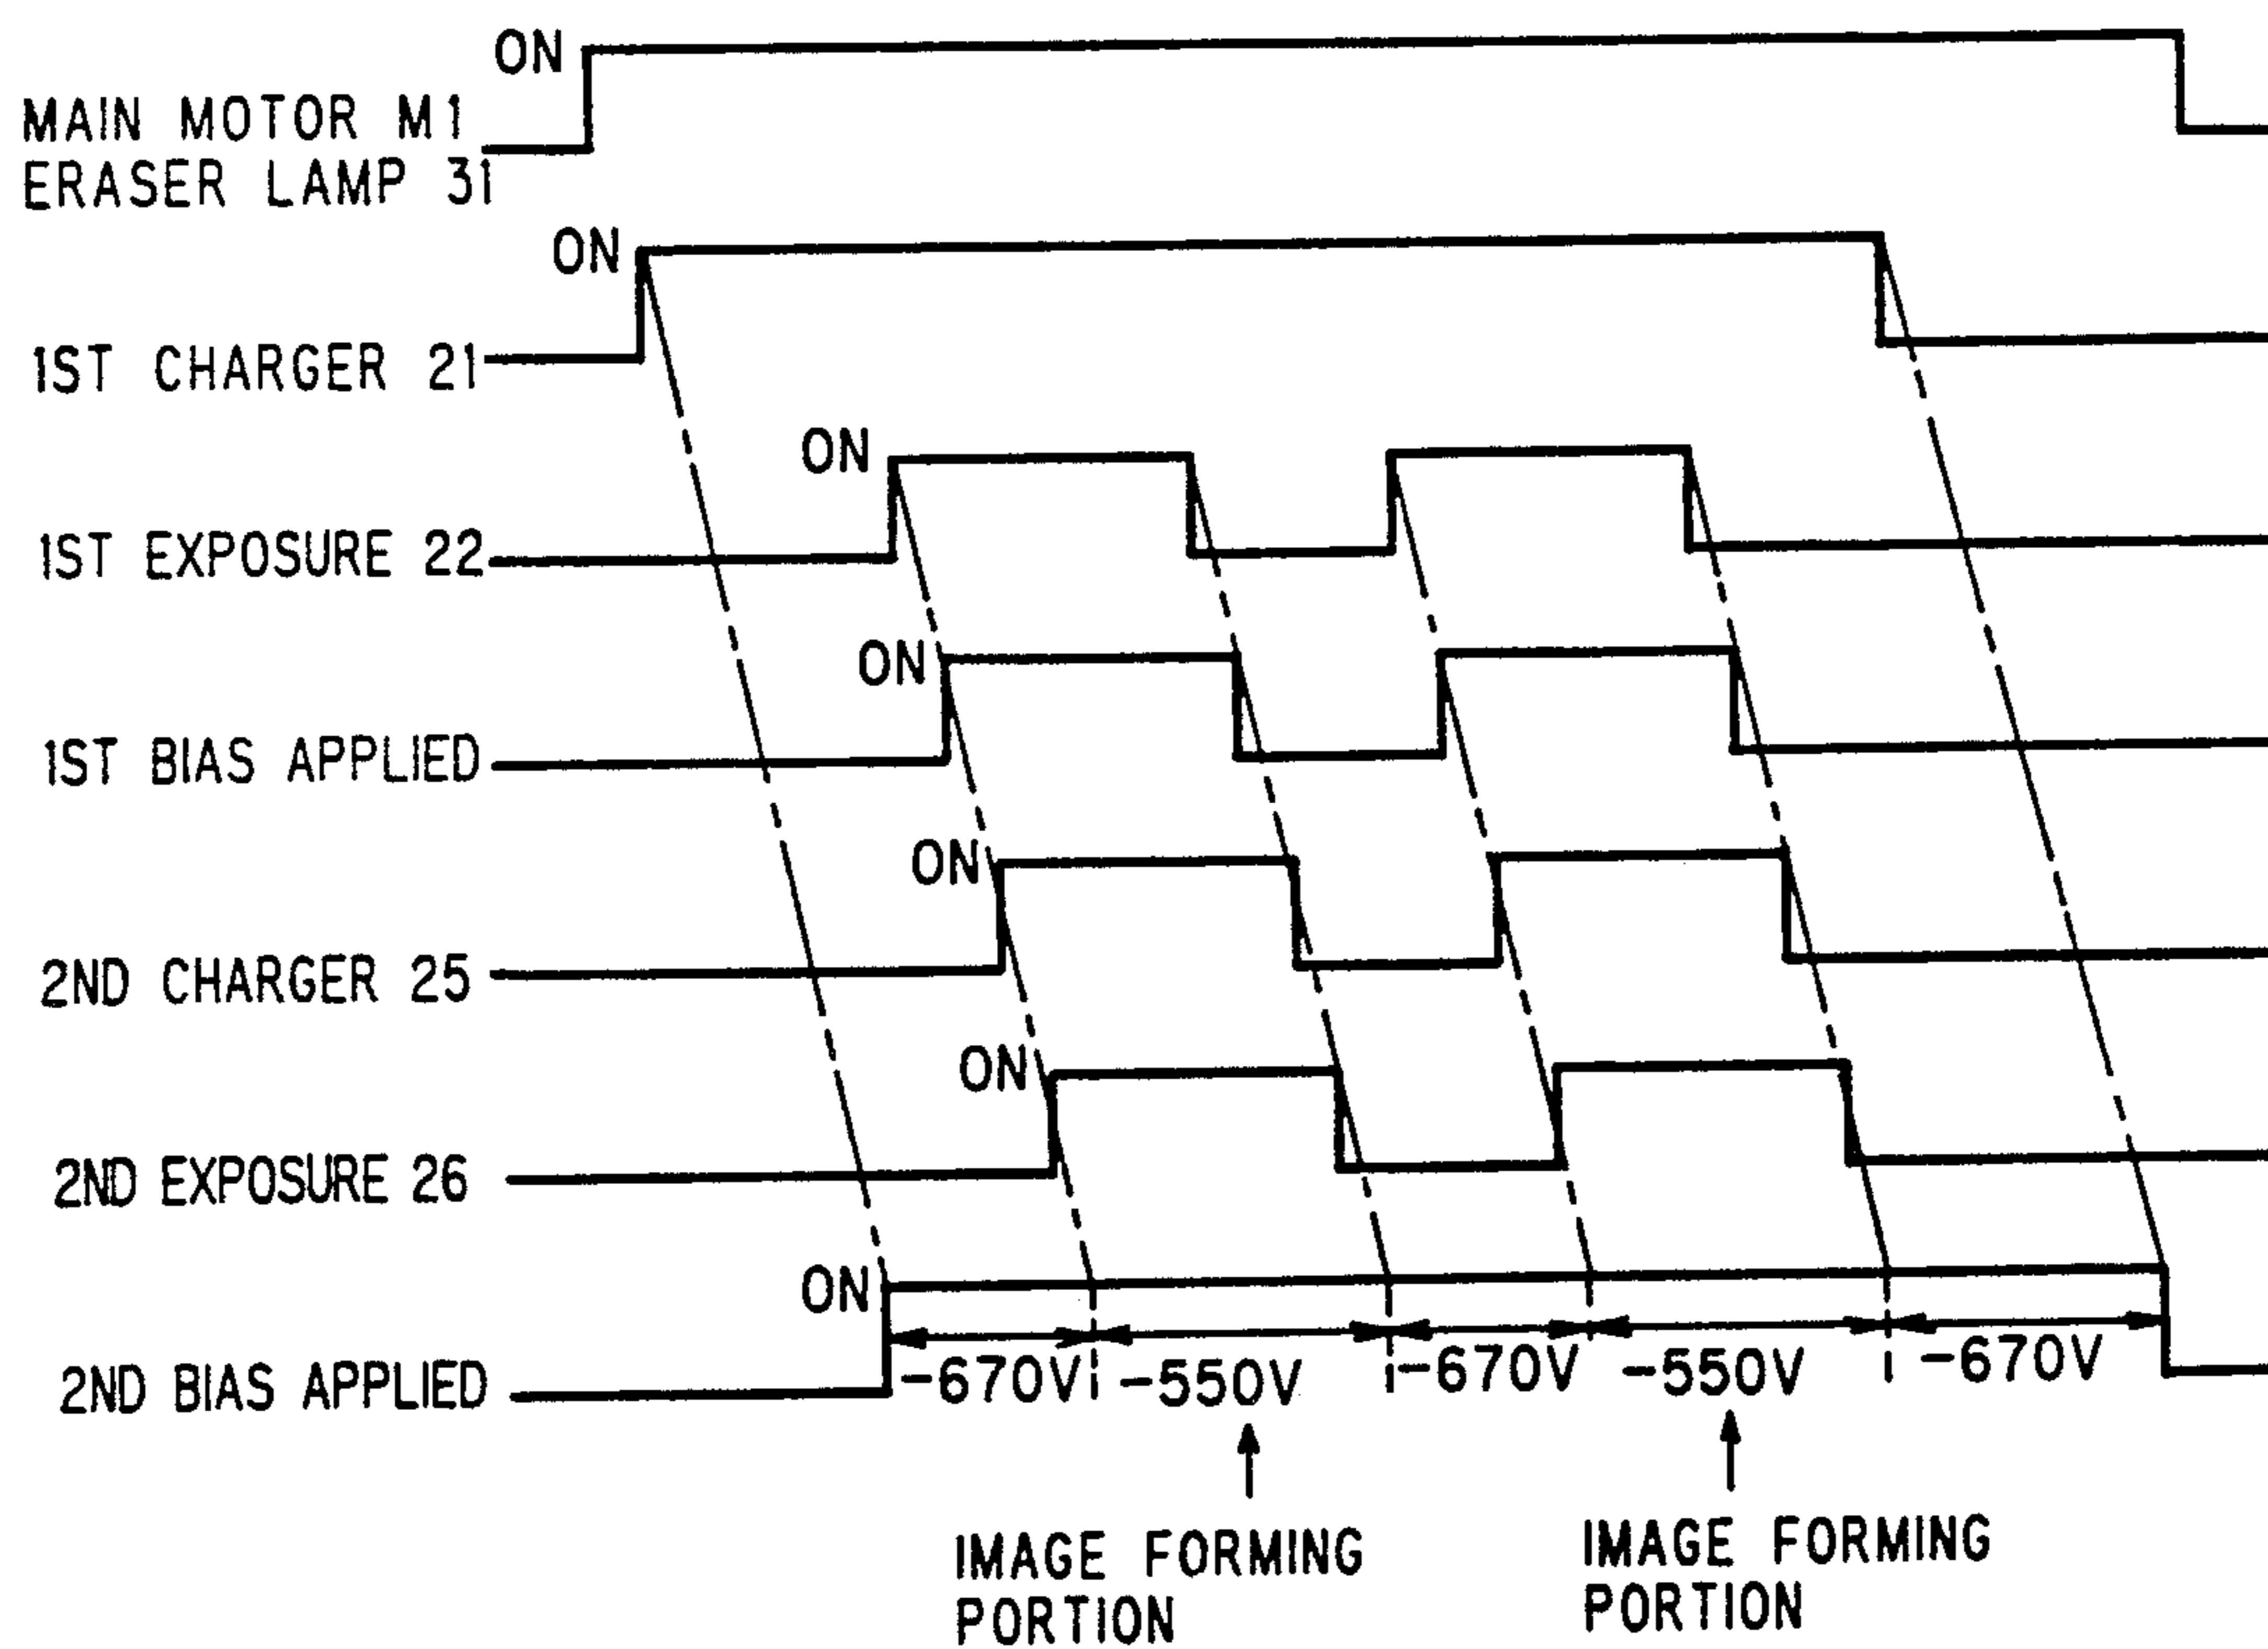 ON
MAIN MOTOR M1
ERASER LAMP 31
ON
1ST CHARGER 21
ON
1ST EXPOSURE 22
ON
1ST BIAS APPLIED
ON
2ND CHARGER 25
ON
2ND EXPOSURE 26
ON
2ND BIAS APPLIED
-670V -550V -670V -550V -670V
IMAGE FORMING
PORTION
IMAGE FORMING
PORTION